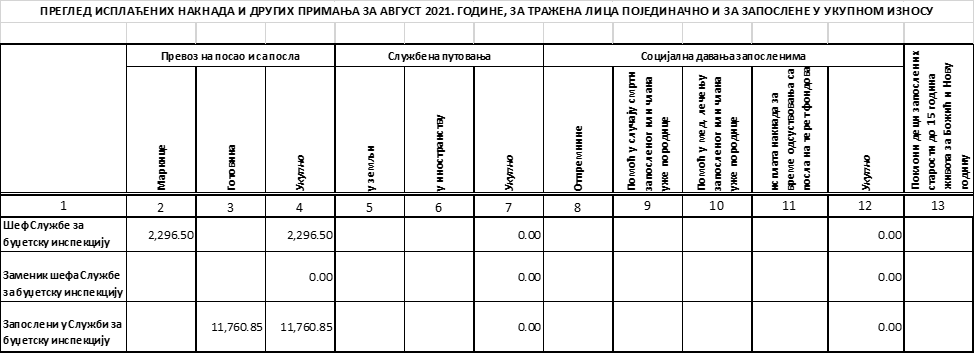 ПРЕГЛЕД ИСПЛАЋЕНИХ НАКНАДА И ДРУГИХ ПРИМАЊА ЗА АВГУСТ 2021. ГОДИНЕ, ЗА ТРАЖЕНА ЛИЦА ПОЈЕДИНАЧНО И ЗА ЗАПОСЛЕНЕ У УКУПНОМ ИЗНОСУ
Превоз на посао и са посла
Службена путовања
Социјална давања запосленима
Маркице
Готовина
Укупно
у земљи
у иностранству
Укупно
Отпремнине
Помоћ у случају смрти
запосленог или члана
уже породице
Помоћ у мед. лечењу
запосленог или члана
уже породице
исплата накнада за
време одсуствовања са
посла на терет фондова
Укупно
Поклони деци запослених
старости до 15 година
живота за Божић и Нову
годину
1 2 3 4 5 6 7 8 9 10 11 12 13
Шеф Службе за
буџетску инспекцију
2,296.50 2,296.50 0.00 0.00
Заменик шефа Службе
за буџетску инспекцију
0.00 0.00 0.00
Запослени у Служби за
буџетску инспекцију
11,760.85 11,760.85 0.00 0.00